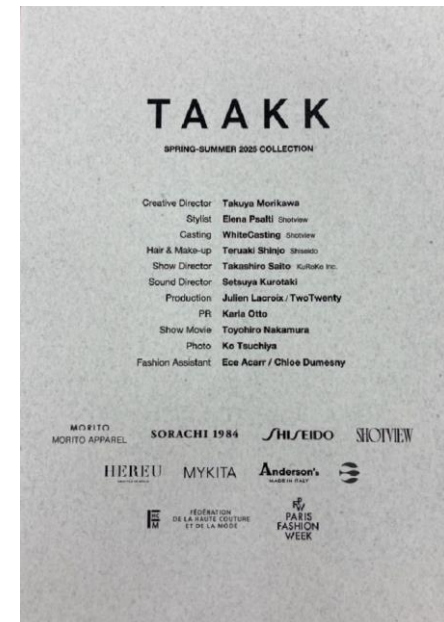 TAAKK
SPRING-SUMMER 2025 COLLECTION
Creative Director Takuya Morikawa
Stylist Elena Psalti Shotview
Casting WhiteCasting Shotview
Hair & Make-up Teruaki Shinjo Shiseido
Show Director Takashiro Saito KuRoKo Inc.
Sound Director Setsuya Kurotaki
Production Julien Lacroix / TwoTwenty
PR Karla Otto
Show Movie Toyohiro Nakamura
Photo Ko Tsuchiya
Fashion Assistant Ece Acarr / Chloe Dumesny
MORITO
MORITO APPAREL
SORACHI 1984
SHISEIDO
SHOTVIEW
HEREU
MYKITA
Anderson's
MADE IN ITALY
FÉDÉRATION
DE LA HAUTE COUTURE
ET DE LA MODE
PARIS
FASHION
WEEK